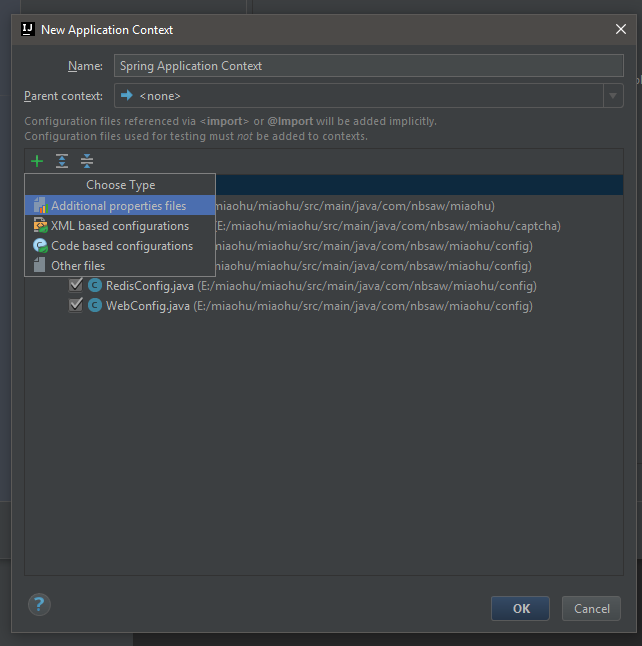 New Application Context
Name: Spring Application Context
Parent context: <none>
Configuration files referenced via <import> or @Import will be added implicitly.
Configuration files used for testing must not be added to contexts.
Choose Type
Additional properties files
miaohu/miaohu/src/main/java/com/nbsaw/miaohu)
XML based configurations
(E:/miaohu/miaohu/src/main/java/com/nbsaw/miaohu/captcha)
Code based configurations
miaohu/miaohu/src/main/java/com/nbsaw/miaohu/config)
Other files
miaohu/miaohu/src/main/java/com/nbsaw/miaohu/config)
RedisConfig.java (E:/miaohu/miaohu/src/main/java/com/nbsaw/miaohu/config)
WebConfig.java (E:/miaohu/miaohu/src/main/java/com/nbsaw/miaohu/config)
OK
Cancel